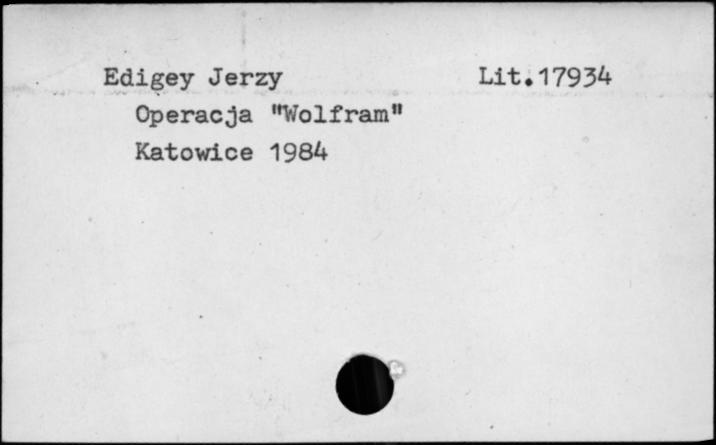 Edigey Jerzy Lit.17934
Operacja "Wolfram"
Katowice 1984